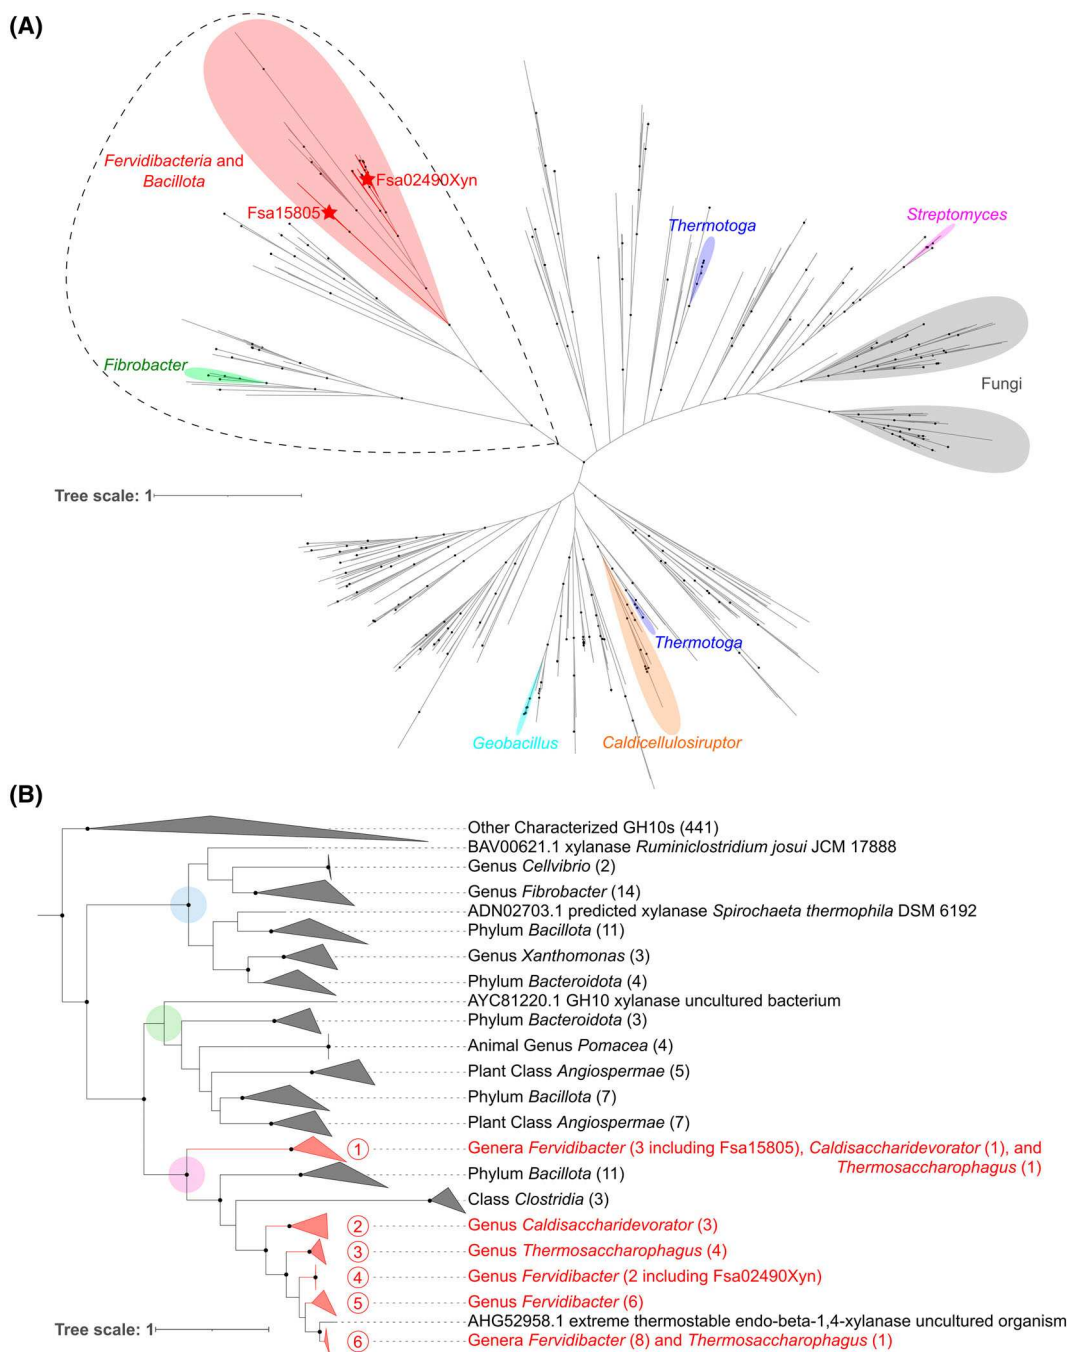 (A)
Fervidibacteria and
Bacillota
Fsa02490Xyn
Fsa15805
Thermotoga
Streptomyces
Fibrobacter
Fungi
Tree scale: 1
Thermotoga
Geobacillus
Caldicellulosiruptor
(B)
Other Characterized GH10s (441)
BAV00621.1 xylanase Ruminiclostridium josui JCM 17888
Genus Cellvibrio (2)
Genus Fibrobacter (14)
ADN02703.1 predicted xylanase Spirochaeta thermophila DSM 6192
Phylum Bacillota (11)
Genus Xanthomonas (3)
Phylum Bacteroidota (4)
AYC81220.1 GH10 xylanase uncultured bacterium
Phylum Bacteroidota (3)
Animal Genus Pomacea (4)
Plant Class Angiospermae (5)
Phylum Bacillota (7)
Plant Class Angiospermae (7)
1 Genera Fervidibacter (3 including Fsa15805), Caldisaccharidevorator (1), and
Thermosaccharophagus (1)
Phylum Bacillota (11)
Class Clostridia (3)
2 Genus Caldisaccharidevorator (3)
3 Genus Thermosaccharophagus (4)
4 Genus Fervidibacter (2 including Fsa02490Xyn)
5 Genus Fervidibacter (6)
AHG52958.1 extreme thermostable endo-beta-1,4-xylanase uncultured organism
6 Genera Fervidibacter (8) and Thermosaccharophagus (1)
Tree scale: 1